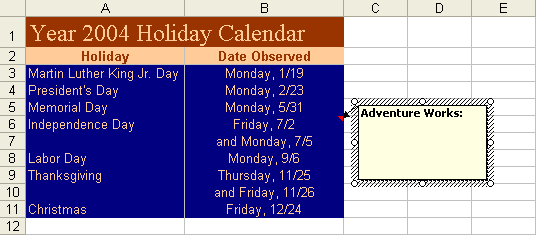 A B C D E
1 Year 2004 Holiday Calendar
2 Holiday Date Observed
3 Martin Luther King Jr. Day Monday, 1/19
4 President's Day Monday, 2/23
5 Memorial Day Monday, 5/31 Adventure Works:
6 Independence Day Friday, 7/2
7 and Monday, 7/5
8 Labor Day Monday, 9/6
9 Thanksgiving Thursday, 11/25
10 and Friday, 11/26
11 Christmas Friday, 12/24
12